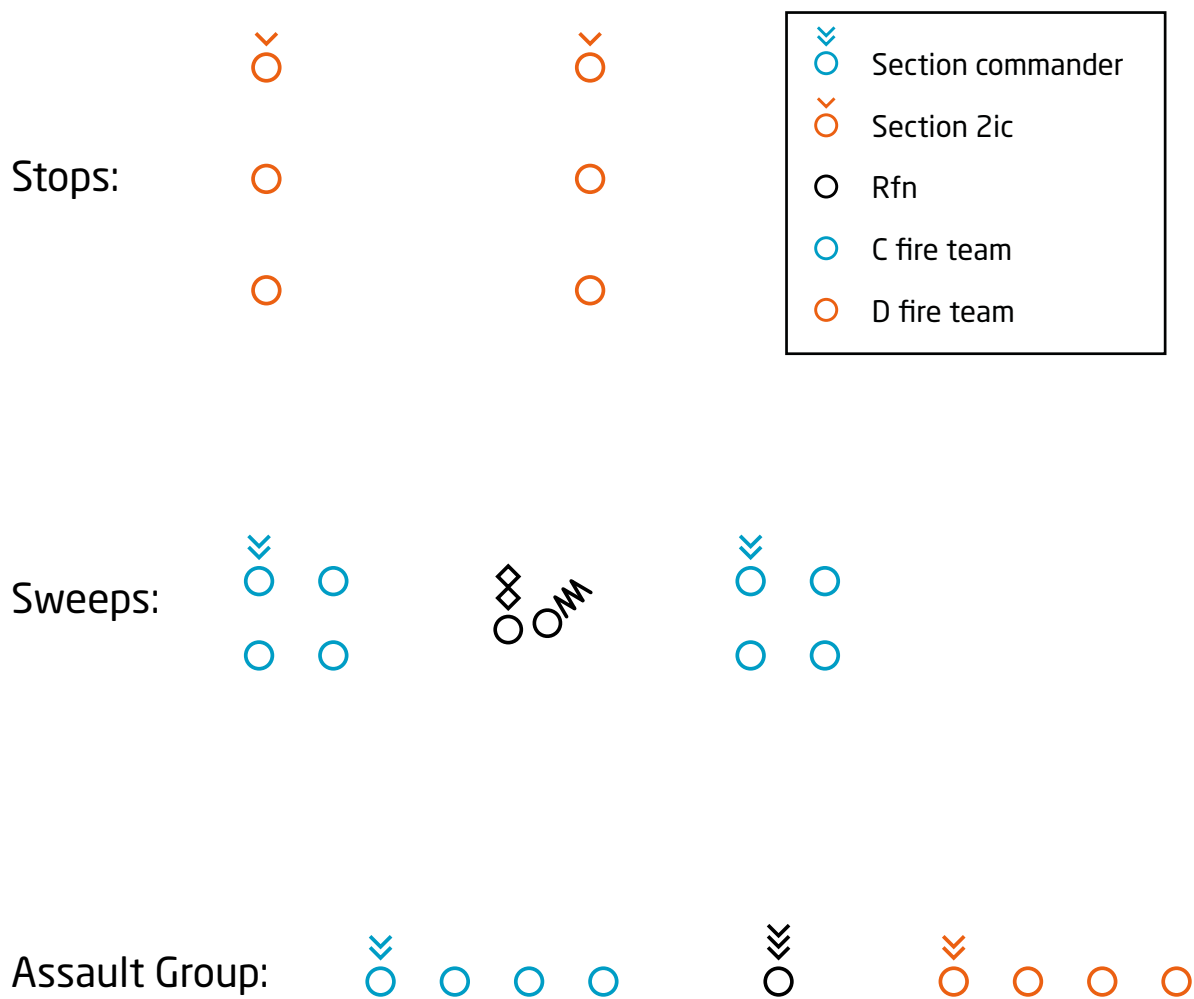 Section commander
Section 2ic
Stops:
Rfn
C fire team
D fire team
Sweeps:
Assault Group: